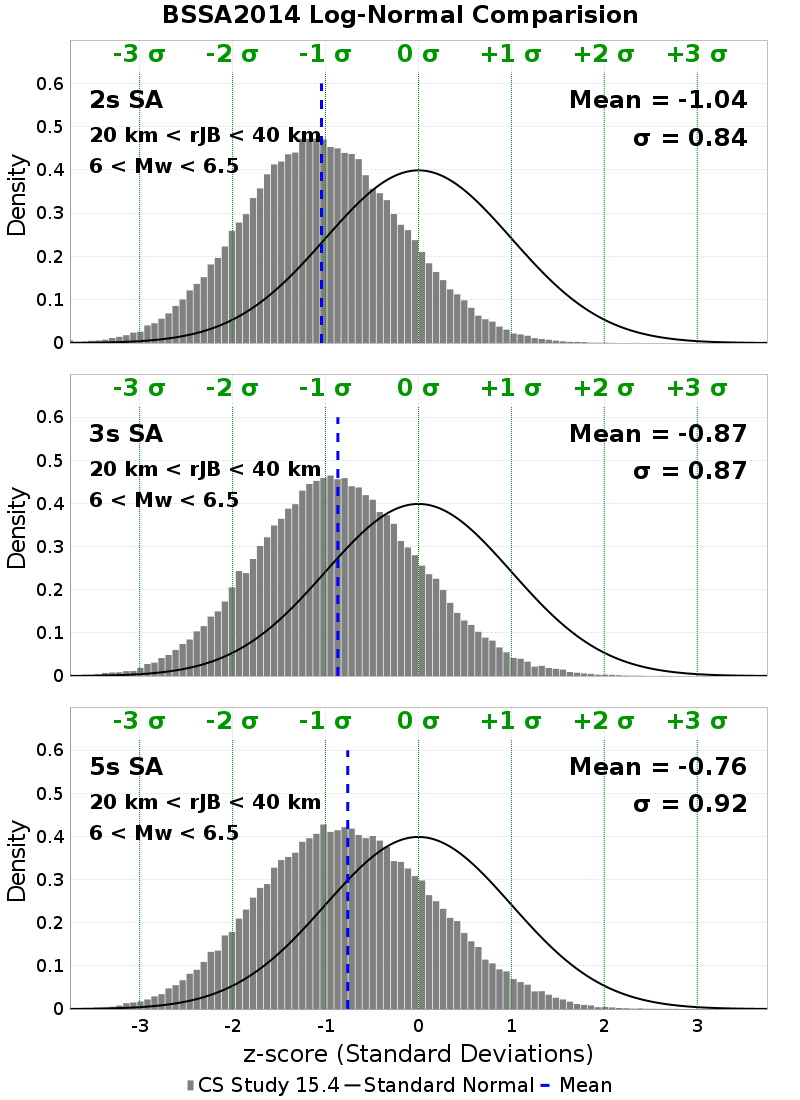 BSSA2014 Log-Normal Comparision
-3 σ -2 σ -1 σ 0 σ +1 σ +2 σ +3 σ
2s SA
Mean = -1.04
20 km < rJB < 40 km
σ = 0.84
6 < Mw < 6.5
0.6
0.5
0.4
0.3
0.2
0.1
0
Density
-3 σ -2 σ -1 σ 0 σ +1 σ +2 σ +3 σ
3s SA
Mean = -0.87
20 km < rJB < 40 km
σ = 0.87
6 < Mw < 6.5
0.6
0.5
0.4
0.3
0.2
0.1
0
Density
-3 σ -2 σ -1 σ 0 σ +1 σ +2 σ +3 σ
5s SA
Mean = -0.76
20 km < rJB < 40 km
σ = 0.92
6 < Mw < 6.5
0.6
0.5
0.4
0.3
0.2
0.1
0
Density
-3 -2 -1 0 1 2 3
z-score (Standard Deviations)
CS Study 15.4 Standard Normal Mean